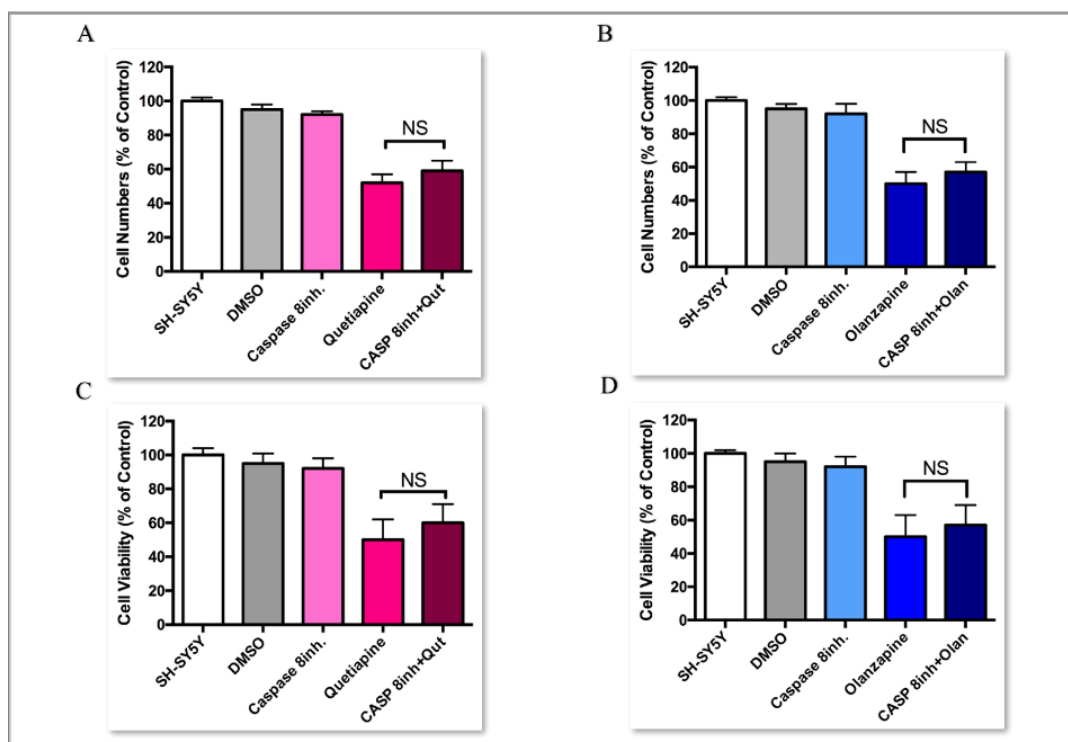 A
Cell Numbers (% of Control)
120
100
80
60
40
20
0
NS
SH-SY5Y
DMSO
Caspase 8inh.
Quetiapine
CASP 8inh+Qut
B
Cell Numbers (% of Control)
120
100
80
60
40
20
0
NS
SH-SY5Y
DMSO
Caspase 8inh.
Olanzapine
CASP 8inh+Olan
C
Cell Viability (% of Control)
120
100
80
60
40
20
0
NS
SH-SY5Y
DMSO
Caspase 8inh.
Quetiapine
CASP 8inh+Qut
D
Cell Viability (% of Control)
120
100
80
60
40
20
0
NS
SH-SY5Y
DMSO
Caspase 8inh.
Olanzapine
CASP 8inh+Olan